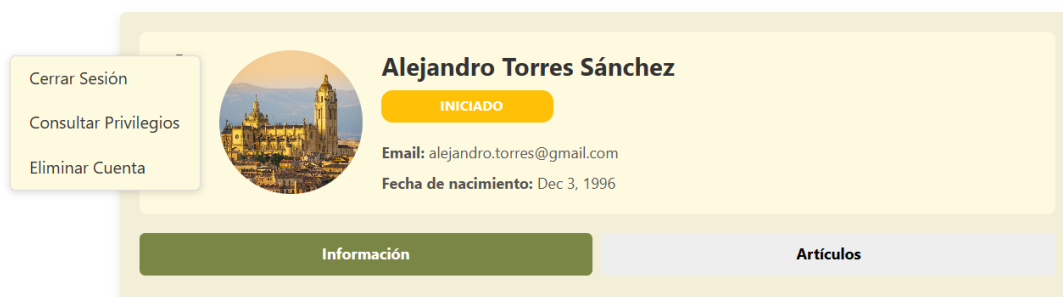 Cerrar Sesión
Consultar Privilegios
Eliminar Cuenta
Alejandro Torres Sánchez
INICIADO
Email: alejandro.torres@gmail.com
Fecha de nacimiento: Dec 3, 1996
Información
Artículos